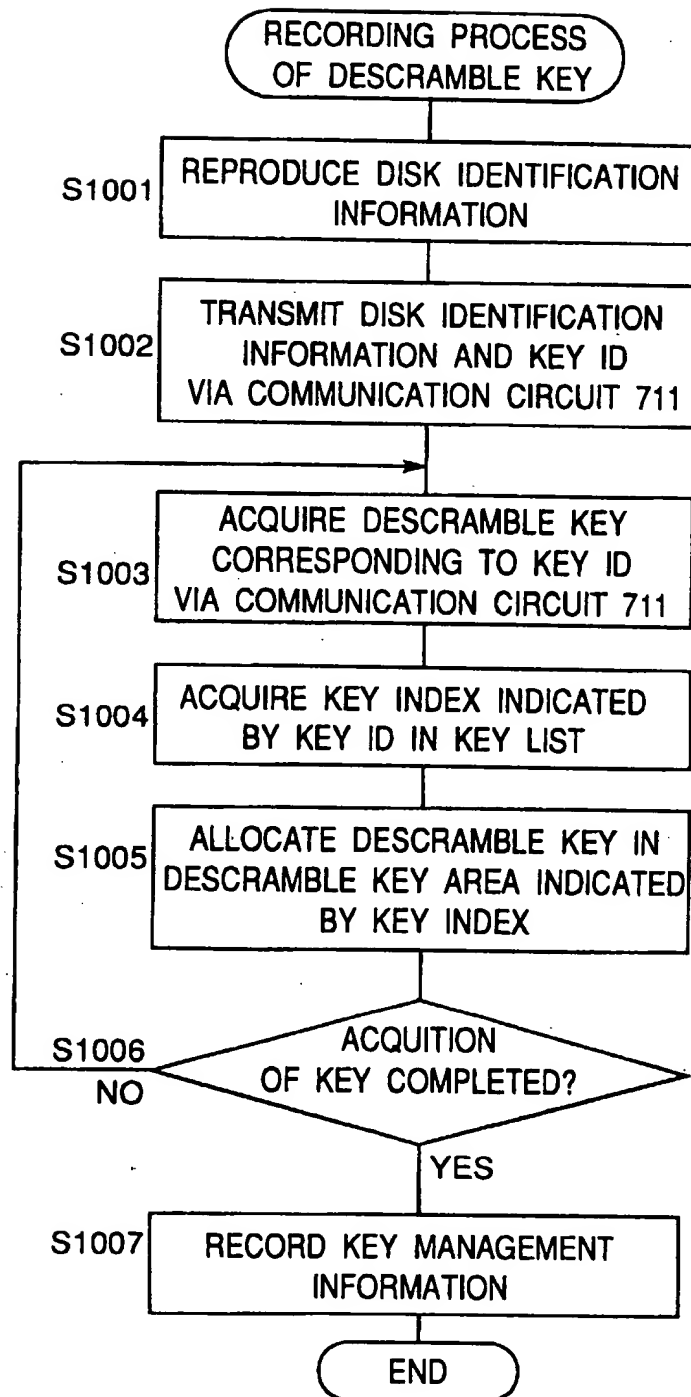 RECORDING PROCESS
OF DESCRAMBLE KEY
S1001
REPRODUCE DISK IDENTIFICATION
INFORMATION
S1002
TRANSMIT DISK IDENTIFICATION
INFORMATION AND KEY ID
VIA COMMUNICATION CIRCUIT 711
S1003
ACQUIRE DESCRAMBLE KEY
CORRESPONDING TO KEY ID
VIA COMMUNICATION CIRCUIT 711
S1004
ACQUIRE KEY INDEX INDICATED
BY KEY ID IN KEY LIST
S1005
ALLOCATE DESCRAMBLE KEY IN
DESCRAMBLE KEY AREA INDICATED
BY KEY INDEX
S1006
ACQUITION
OF KEY COMPLETED?
NO
YES
S1007
RECORD KEY MANAGEMENT
INFORMATION
END